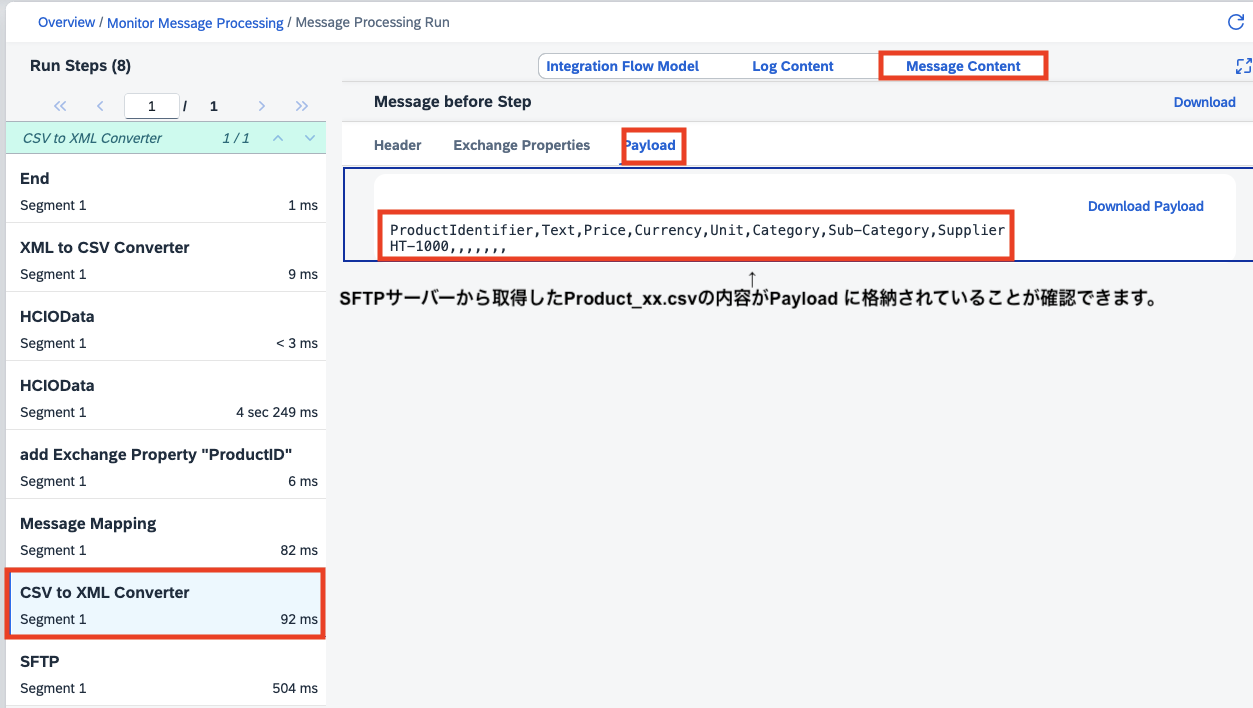 Overview / Monitor Message Processing / Message Processing Run
Run Steps (8)
1 / 1
CSV to XML Converter 1 / 1
End
Segment 1 1 ms
XML to CSV Converter
Segment 1 9 ms
HCIOData
Segment 1 < 3 ms
HCIOData
Segment 1 4 sec 249 ms
add Exchange Property "ProductID"
Segment 1 6 ms
Message Mapping
Segment 1 82 ms
CSV to XML Converter
Segment 1 92 ms
SFTP
Segment 1 504 ms
Integration Flow Model Log Content Message Content
Message before Step Download
Header Exchange Properties Payload
Download Payload
ProductIdentifier,Text,Price,Currency,Unit,Category,Sub-Category,Supplier
HT-1000,,,,,,,
↑
SFTPサーバーから取得したProduct_xx.csvの内容がPayload に格納されていることが確認できます。